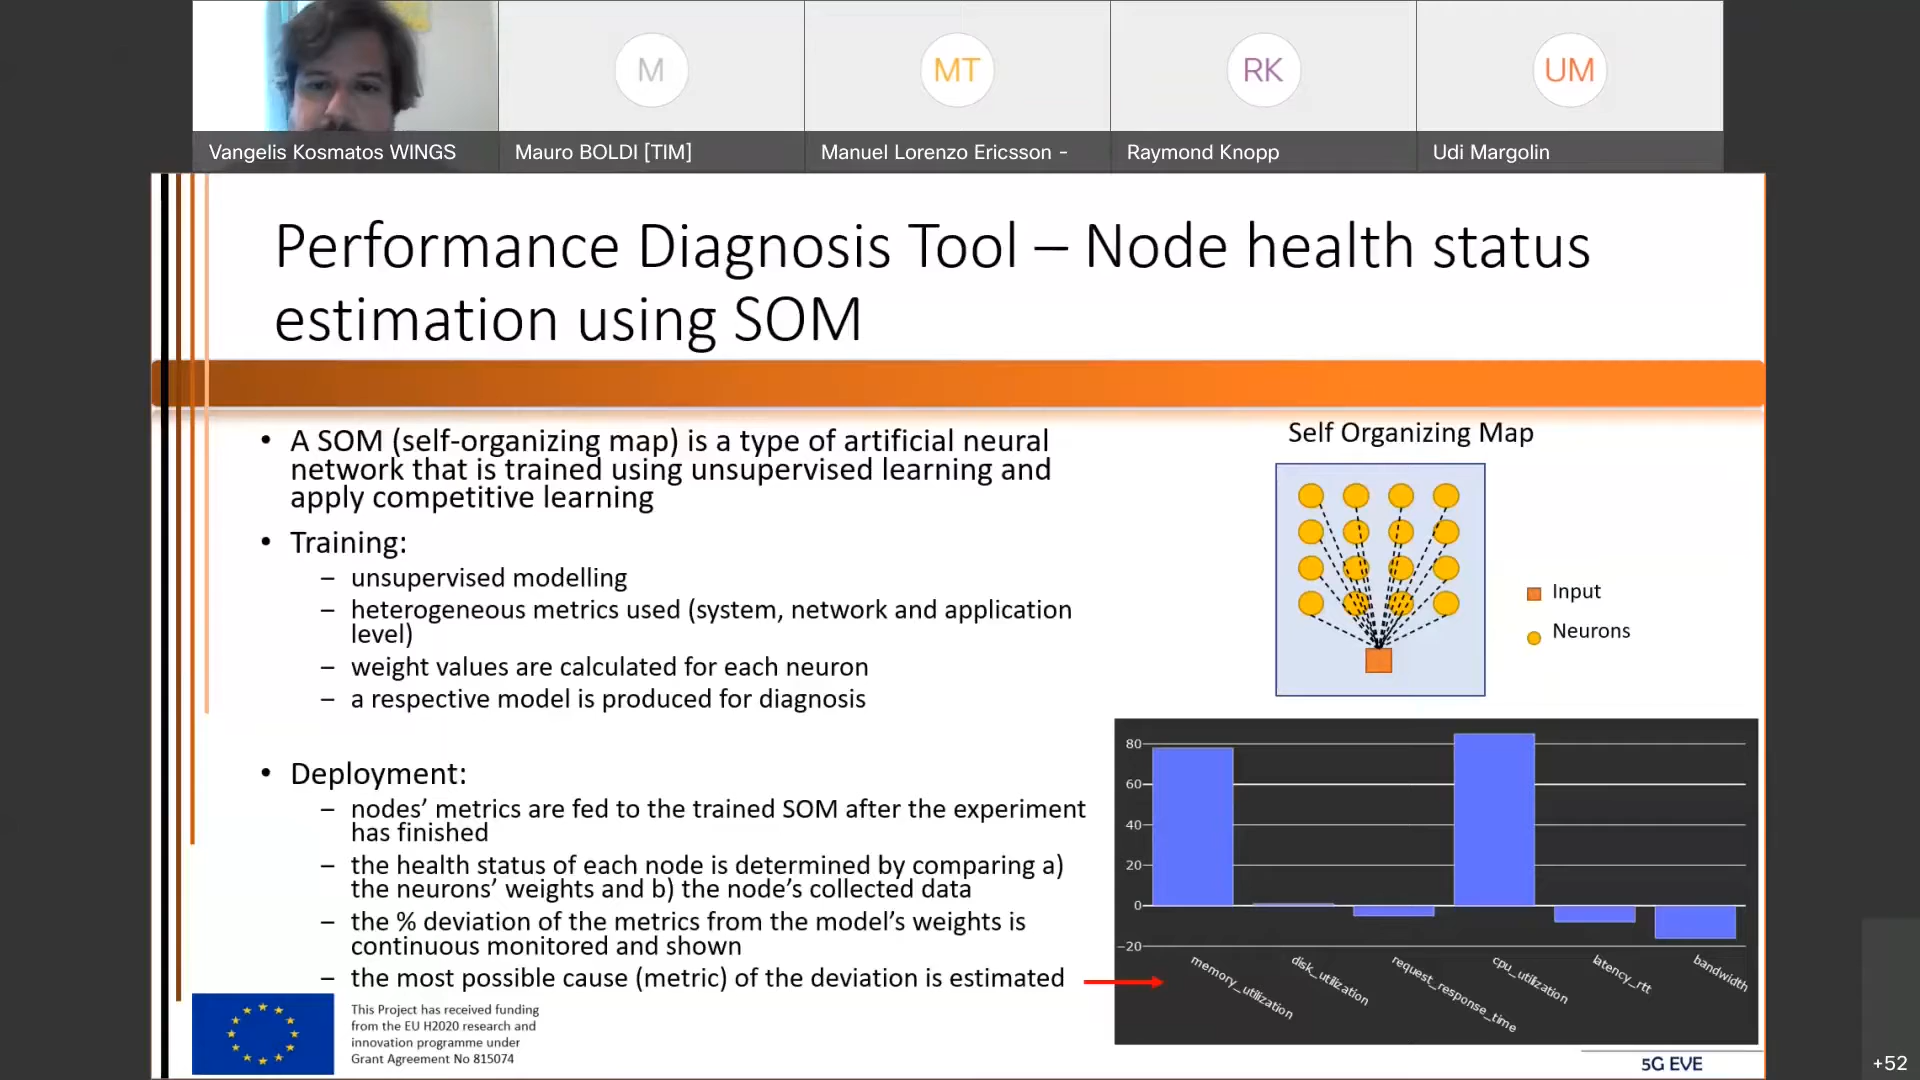 M
MT
RK
UM
Vangelis Kosmatos WINGS
Mauro BOLDI [TIM]
Manuel Lorenzo Ericsson -
Raymond Knopp
Udi Margolin
Performance Diagnosis Tool – Node health status
estimation using SOM
• A SOM (self-organizing map) is a type of artificial neural
network that is trained using unsupervised learning and
apply competitive learning
• Training:
– unsupervised modelling
– heterogeneous metrics used (system, network and application
level)
– weight values are calculated for each neuron
– a respective model is produced for diagnosis
• Deployment:
– nodes’ metrics are fed to the trained SOM after the experiment
has finished
– the health status of each node is determined by comparing a)
the neurons’ weights and b) the node’s collected data
– the % deviation of the metrics from the model’s weights is
continuous monitored and shown
– the most possible cause (metric) of the deviation is estimated
Self Organizing Map
Input
Neurons
80
60
40
20
0
−20
memory_utilization
disk_utilization
request_response_time
cpu_utilization
latency_rtt
bandwidth
This Project has received funding
from the EU H2020 research and
innovation programme under
Grant Agreement No 815074
5G EVE
+52